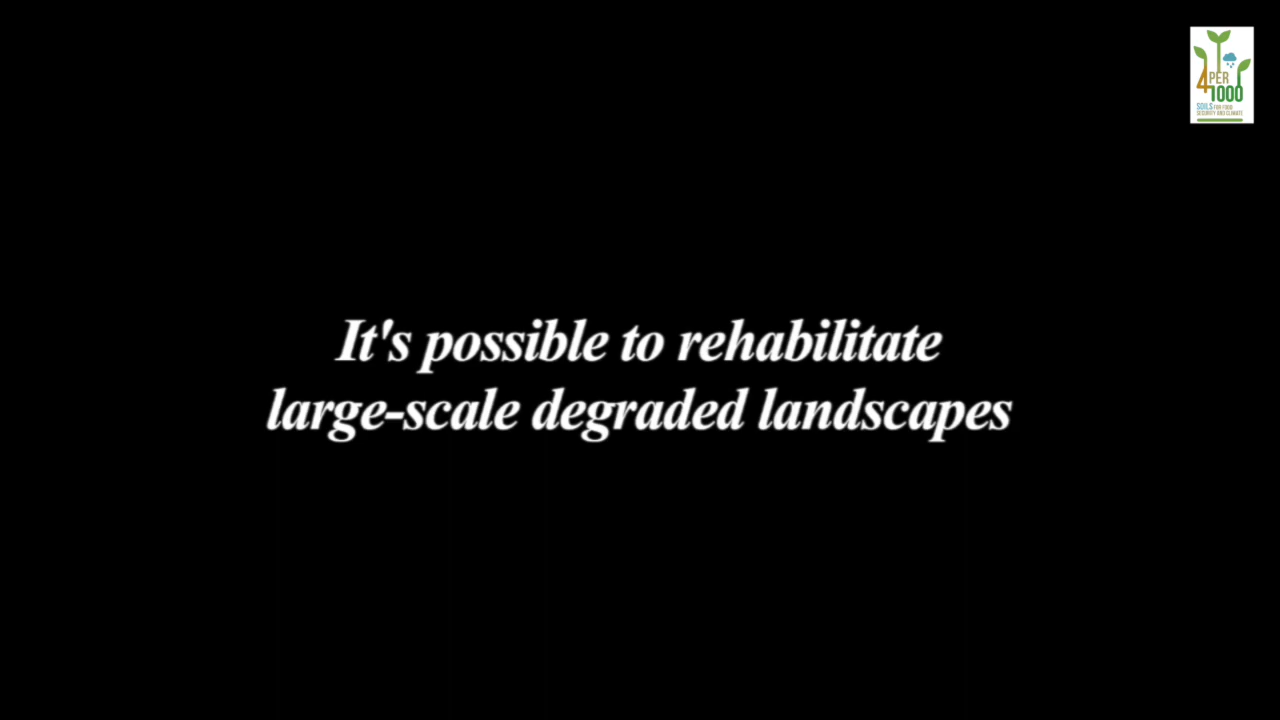 4 PER
1000
SOILS FOR FOOD
SECURITY AND CLIMATE
It's possible to rehabilitate
large-scale degraded landscapes